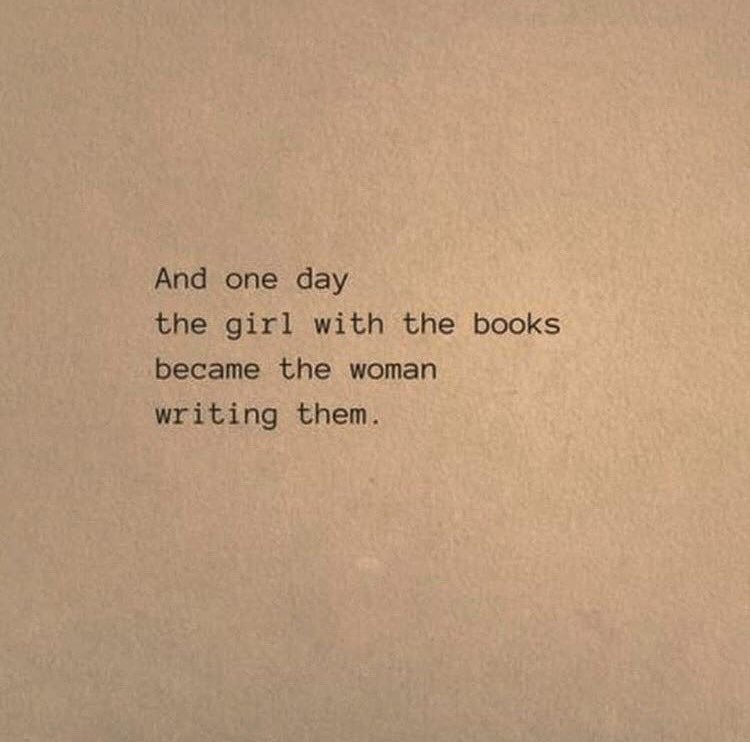 And one day
the girl with the books
became the woman
writing them.